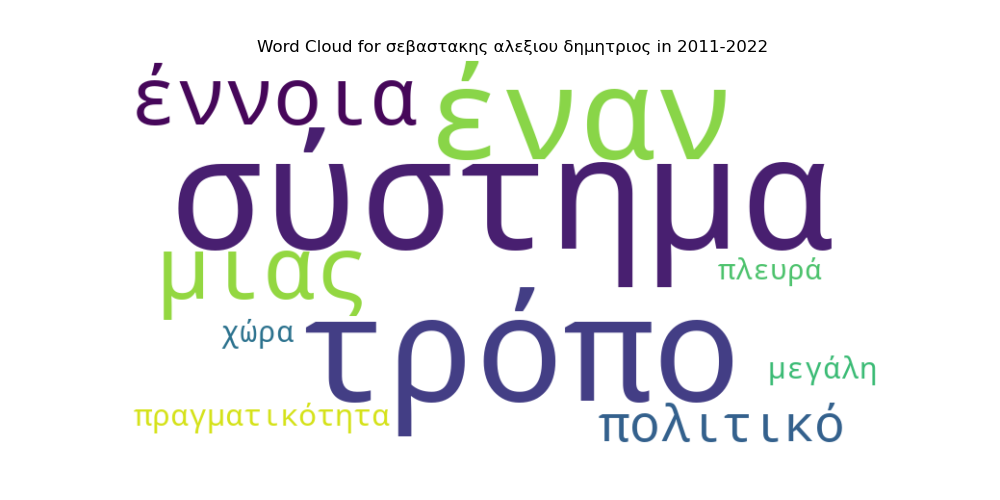 Word Cloud for σεβαστακης αλεξιου δημητριος in 2011-2022
έννοια
έναν
σύστημα
μιας
πλευρά
χώρα
τρόπο
μεγάλη
πραγματικότητα
πολιτικό